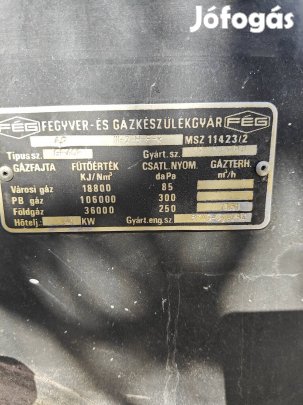 Jófogás
FÉG FEGYVER-ÉS GÁZKÉSZÜLÉKGYÁR FÉG
MSZ 11423/2
Típussz. Gyárt.sz.
GÁZFAJTA FŰTŐÉRTÉK CSATL.NYOM. GÁZTERH.
KJ/Nm³ daPa m³/h
Városi gáz 18800 85
PB gáz 106000 300
Földgáz 36000 250
Hőtelj.: KW Gyárt.eng.sz.